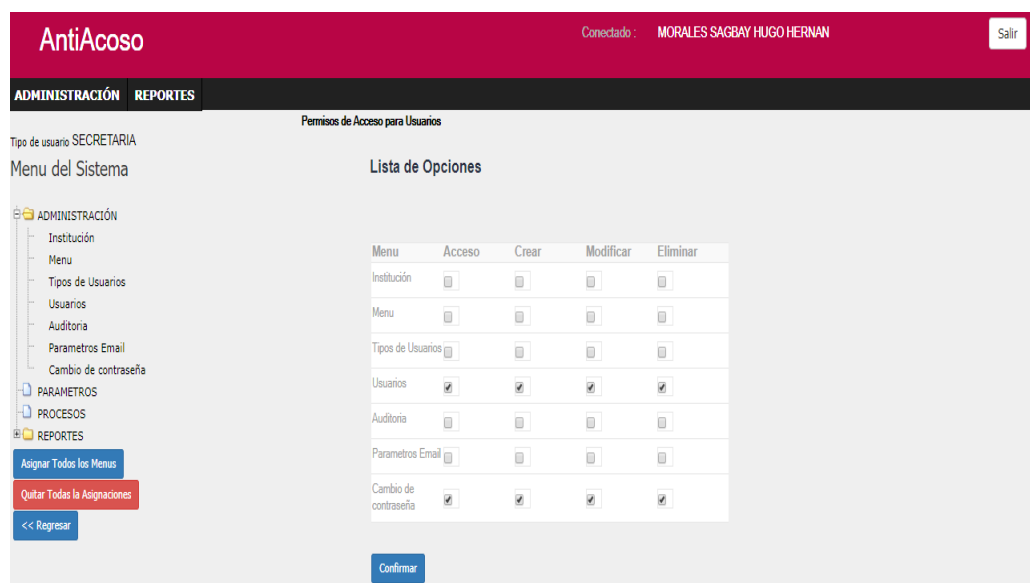 AntiAcoso
Conectado : MORALES SAGBAY HUGO HERNAN
Salir
ADMINISTRACIÓN REPORTES
Permisos de Acceso para Usuarios
Tipo de usuario SECRETARIA
Menu del Sistema
ADMINISTRACIÓN
Institución
Menu
Tipos de Usuarios
Usuarios
Auditoria
Parametros Email
Cambio de contraseña
PARAMETROS
PROCESOS
REPORTES
Asignar Todos los Menus
Quitar Todas la Asignaciones
<< Regresar
Lista de Opciones
Menu Acceso Crear Modificar Eliminar
Institución
Menu
Tipos de Usuarios
Usuarios
Auditoria
Parametros Email
Cambio de
contraseña
Confirmar